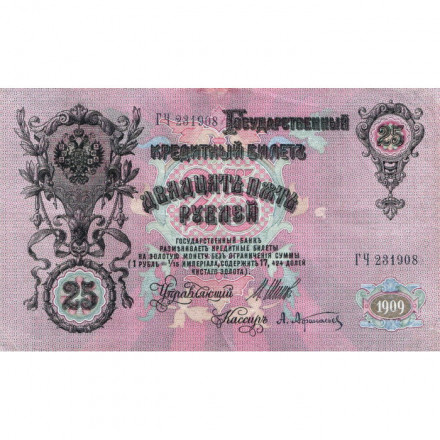 ГЧ 231908
Государственный
25
Кредитный Билетъ
Двадцать пять
рублей
Государственный Банкъ
размѣниваетъ кредитные билеты
на золотую монету безъ ограниченія суммы
(1 рубль = 1/15 имперіала, содержитъ 17,424 долей
чистаго золота).
ГЧ 231908
25
Управляющій
Кассиръ
А. Афанасьев
1909